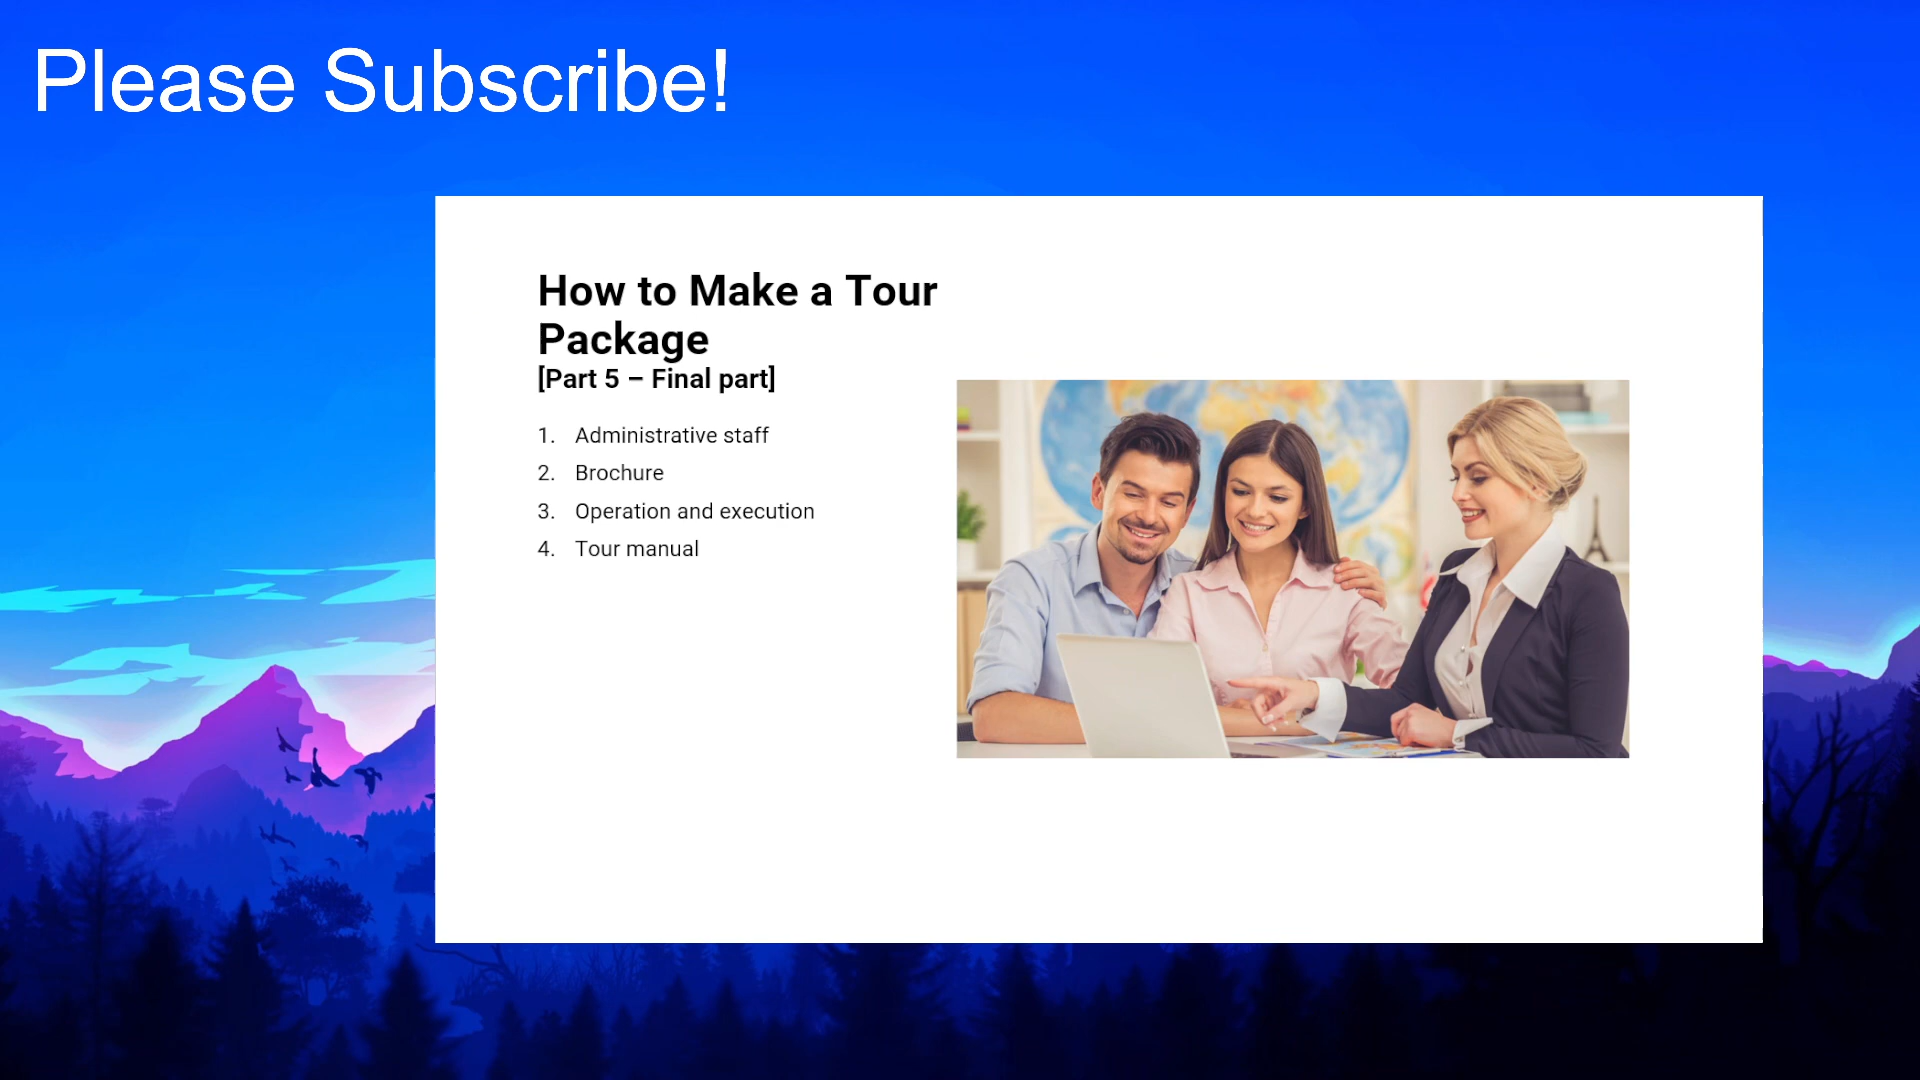 Please Subscribe!
How to Make a Tour
Package
[Part 5 – Final part]
1. Administrative staff
2. Brochure
3. Operation and execution
4. Tour manual